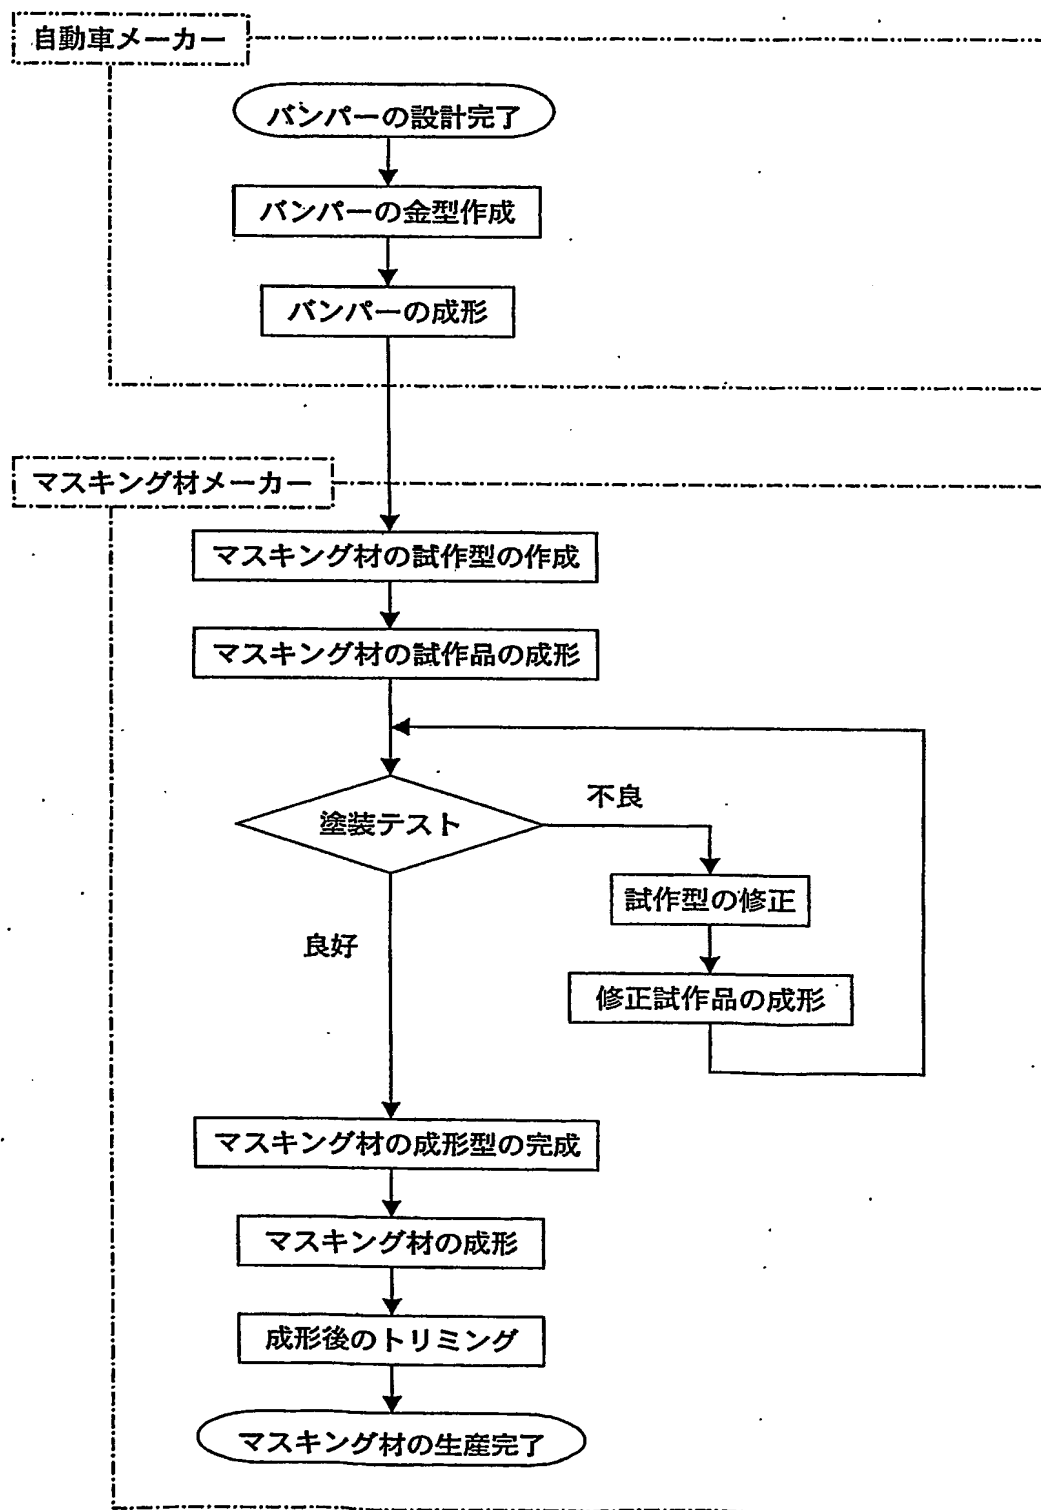 自動車メーカー
バンパーの設計完了
バンパーの金型作成
バンパーの成形
マスキング材メーカー
マスキング材の試作型の作成
マスキング材の試作品の成形
塗装テスト
不良
試作型の修正
良好
修正試作品の成形
マスキング材の成形型の完成
マスキング材の成形
成形後のトリミング
マスキング材の生産完了